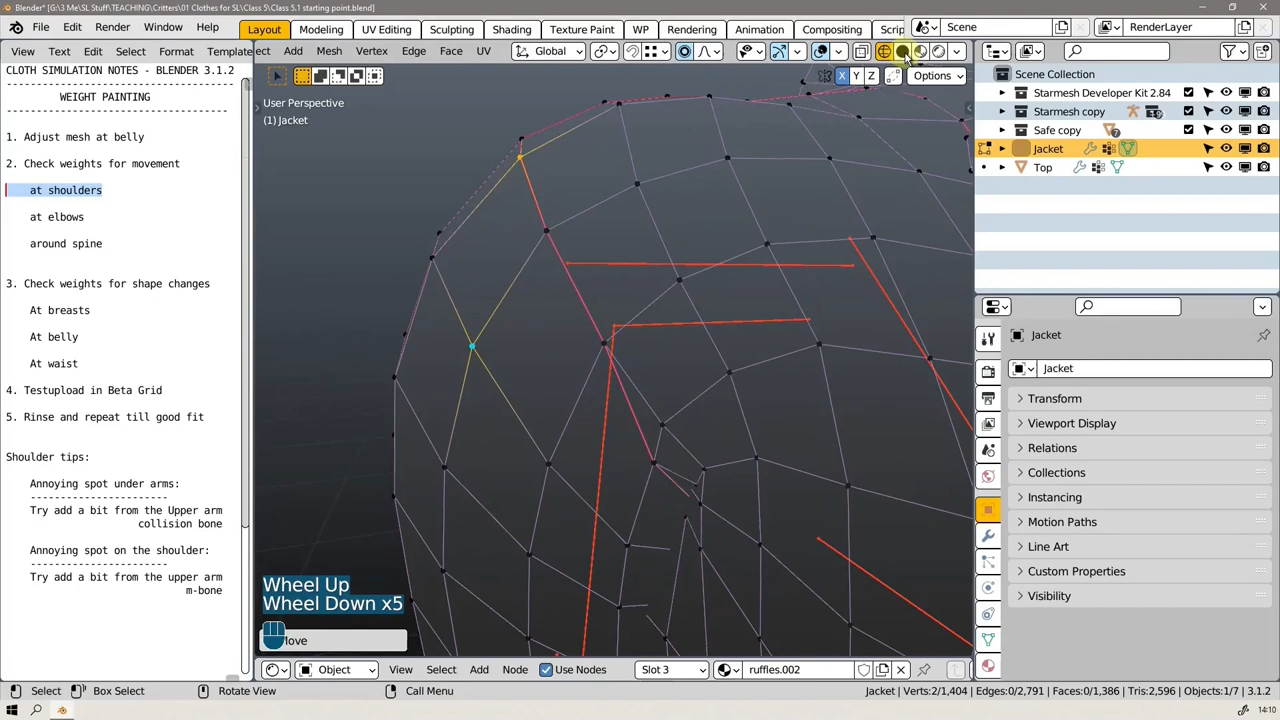 Blender* [G:\3 Me\SL Stuff\TEACHING\Critters\01 Clothes for SL\Class 5\Class 5.1 starting point.blend]
File Edit Render Window Help
Layout Starting point UV Editing Sculpting Shading Texture Paint WP Rendering Animation Compositing Scrip
Scene RenderLayer
View Text Edit Select Format Template
Add Mesh Vertex Edge Face UV Global
X Y Z Options
CLOTH SIMULATION NOTES - BLENDER 3.1.2
WEIGHT PAINTING
1. Adjust mesh at belly
2. Check weights for movement
at shoulders
at elbows
around spine
3. Check weights for shape changes
At breasts
At belly
At waist
4. Testupload in Beta Grid
5. Rinse and repeat till good fit
Shoulder tips:
Annoying spot under arms:
Try add a bit from the Upper arm
collision bone
Annoying spot on the shoulder:
Try add a bit from the upper arm
m-bone
User Perspective
(1) Jacket
Wheel Up
Wheel Down x5
ove
Scene Collection
Starmesh Developer Kit 2.84
Starmesh copy
Safe copy
Jacket
Top
Jacket
Jacket
Transform
Viewport Display
Relations
Collections
Instancing
Motion Paths
Line Art
Custom Properties
Visibility
Object View Select Add Node Use Nodes Slot 3 ruffles.002
Select Box Select Rotate View Call Menu Jacket | Verts:2/1,404 | Edges:0/2,791 | Faces:0/1,386 | Tris:2,596 | Objects:1/7 | 3.1.2
14:10